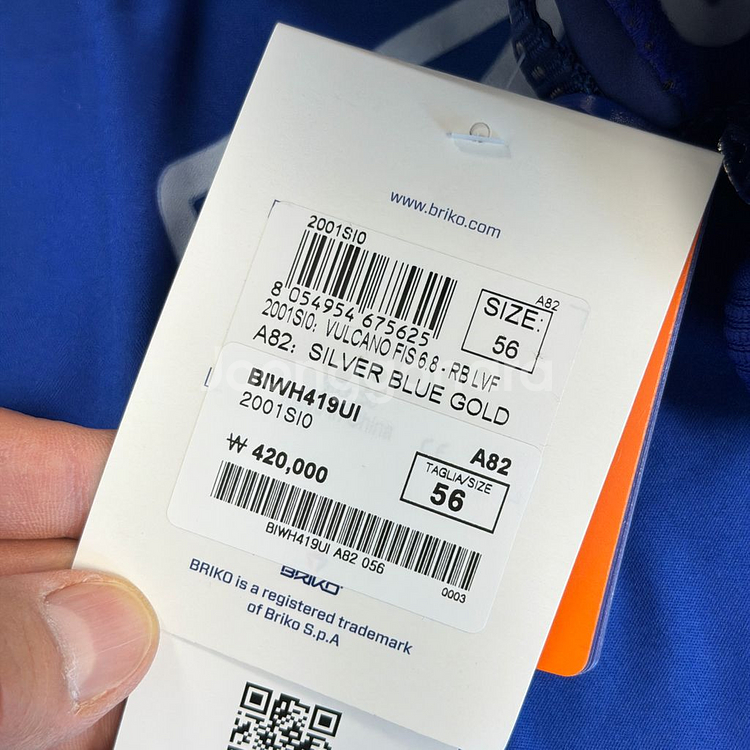 www.briko.com
2001SI0
A82
8 054954 675625
SIZE:
56
2001SI0: VULCANO FIS 6.8 - RB LVF
A82: SILVER BLUE GOLD
BIWH419UI
2001SI0
A82
₩ 420,000
TAGLIA/SIZE
56
BIWH419UI A82 056
0003
BRIKO
BRIKO is a registered trademark
of Briko S.p.A